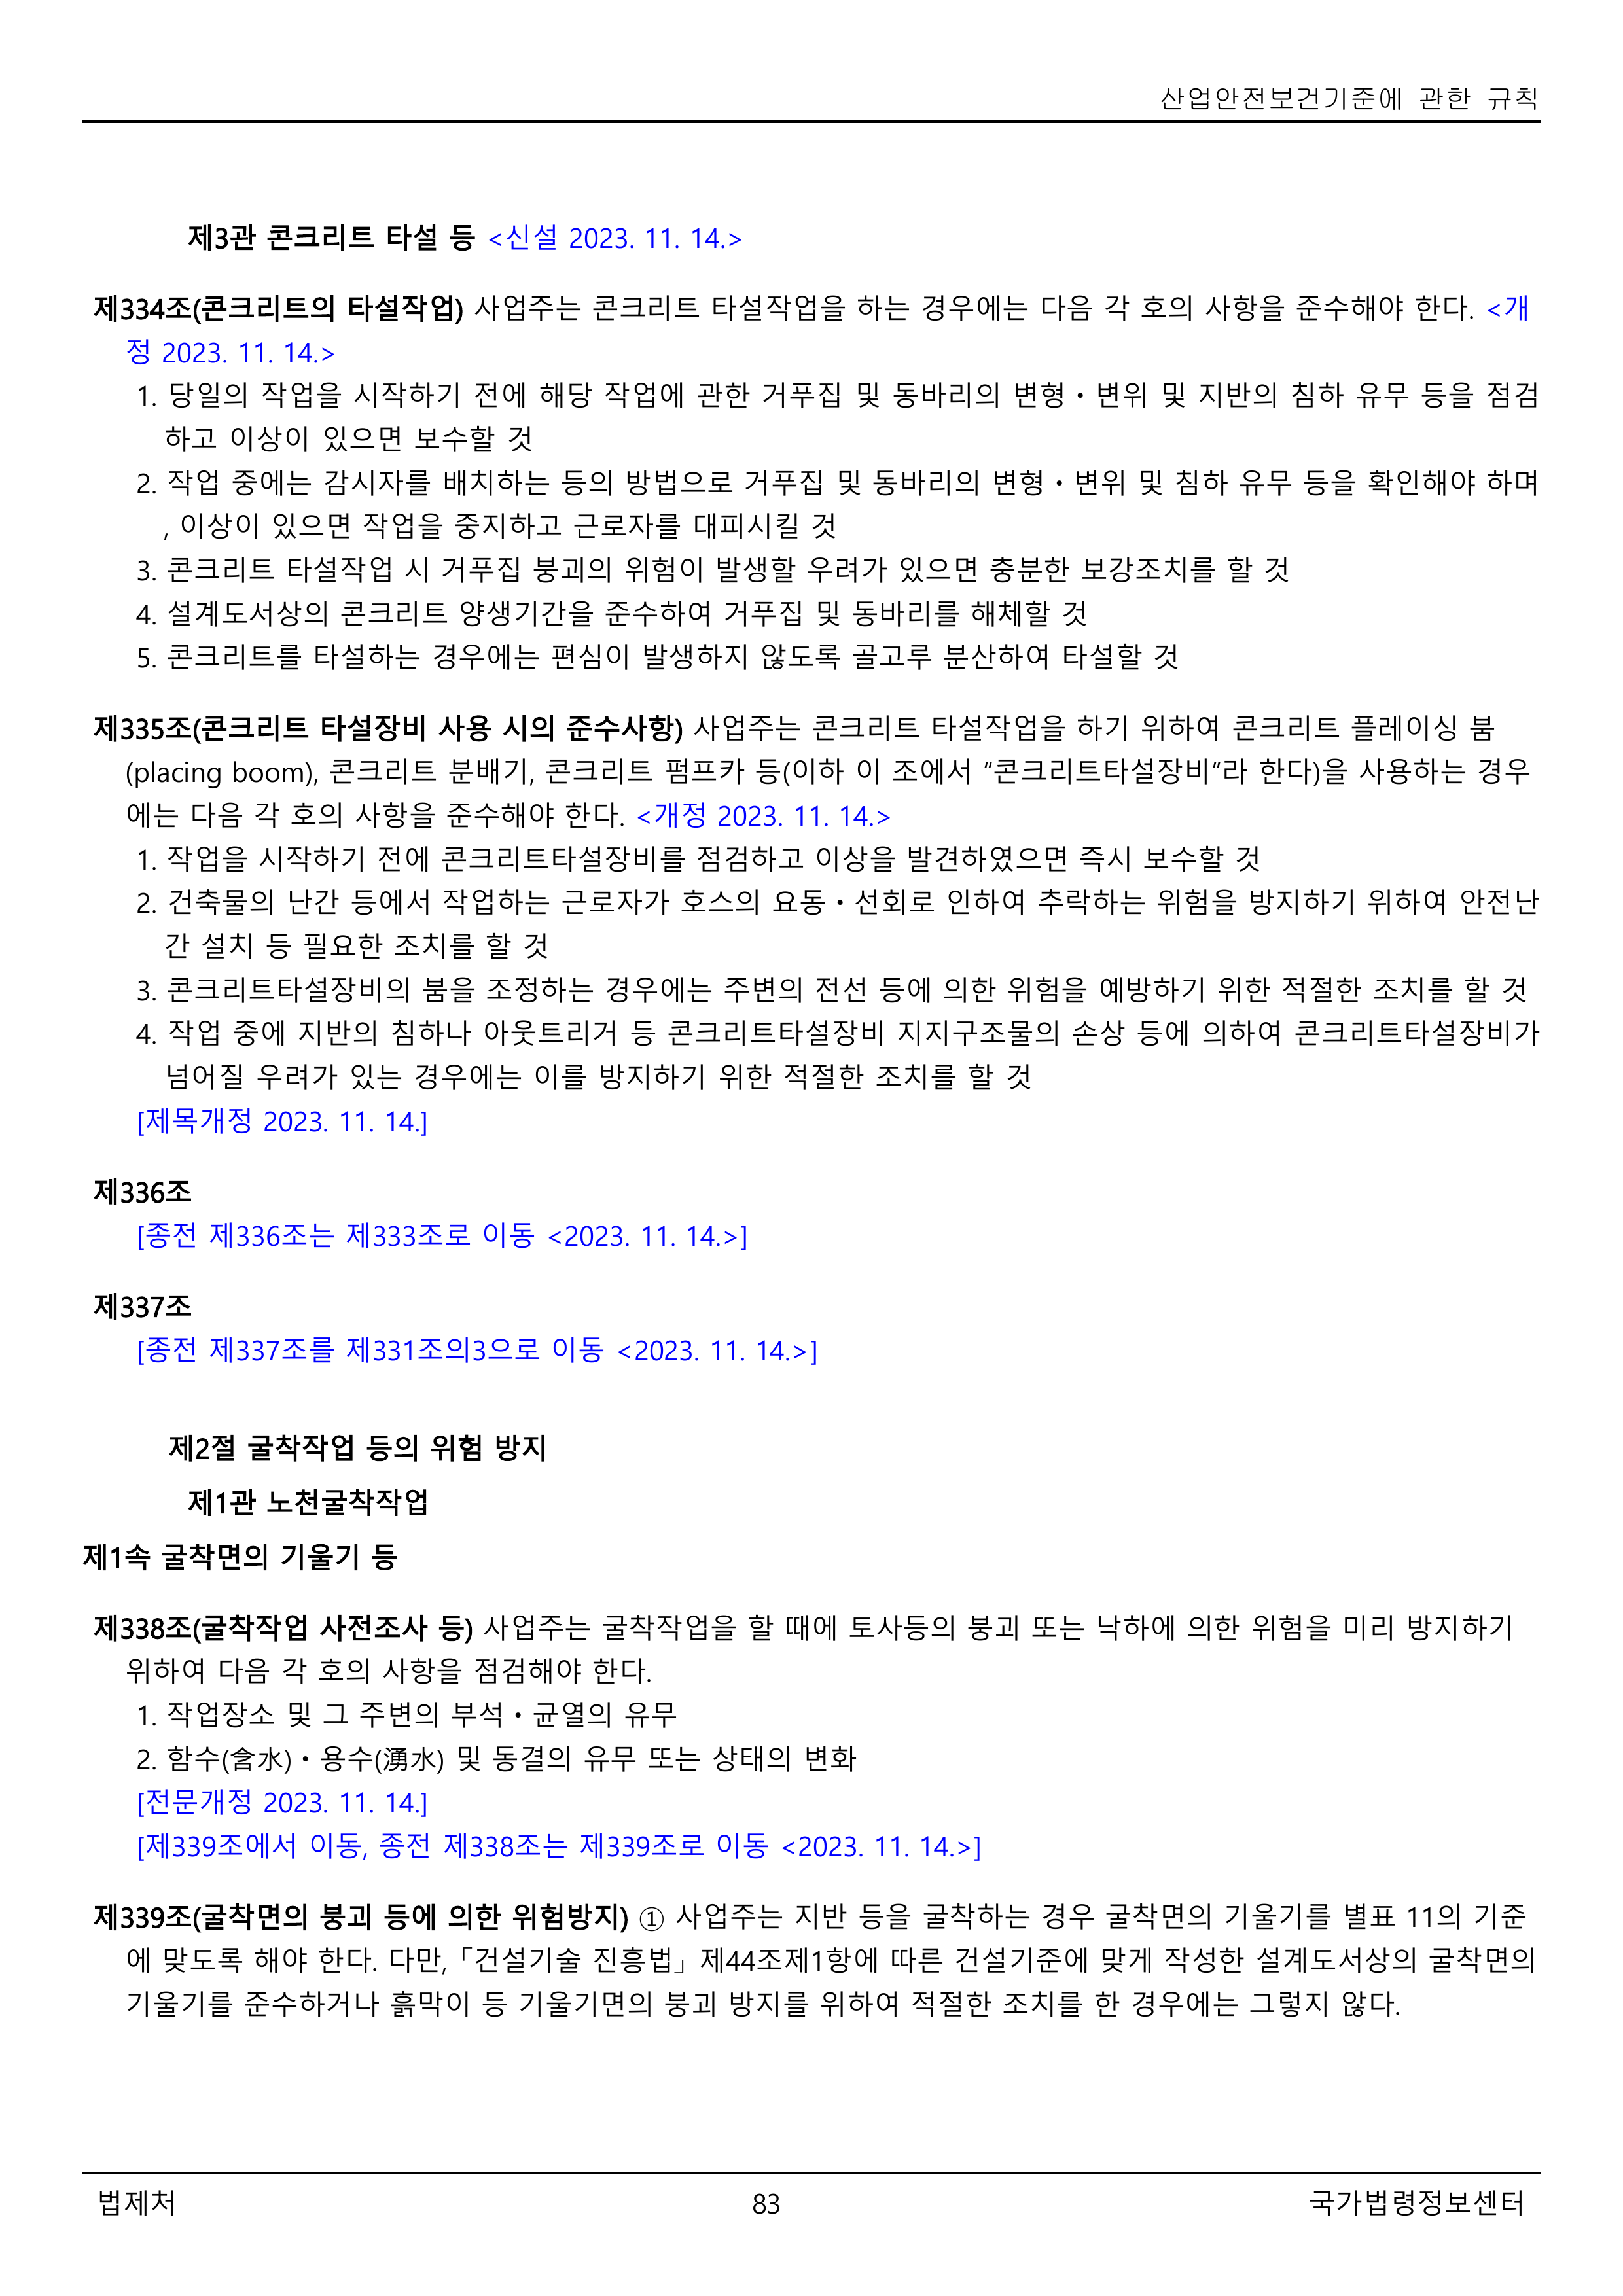 산업안전보건기준에 관한 규칙
제3관 콘크리트 타설 등 <신설 2023. 11. 14.>
제334조(콘크리트의 타설작업) 사업주는 콘크리트 타설작업을 하는 경우에는 다음 각 호의 사항을 준수해야 한다. <개
정 2023. 11. 14.>
1. 당일의 작업을 시작하기 전에 해당 작업에 관한 거푸집 및 동바리의 변형ㆍ변위 및 지반의 침하 유무 등을 점검
하고 이상이 있으면 보수할 것
2. 작업 중에는 감시자를 배치하는 등의 방법으로 거푸집 및 동바리의 변형ㆍ변위 및 침하 유무 등을 확인해야 하며
, 이상이 있으면 작업을 중지하고 근로자를 대피시킬 것
3. 콘크리트 타설작업 시 거푸집 붕괴의 위험이 발생할 우려가 있으면 충분한 보강조치를 할 것
4. 설계도서상의 콘크리트 양생기간을 준수하여 거푸집 및 동바리를 해체할 것
5. 콘크리트를 타설하는 경우에는 편심이 발생하지 않도록 골고루 분산하여 타설할 것
제335조(콘크리트 타설장비 사용 시의 준수사항) 사업주는 콘크리트 타설작업을 하기 위하여 콘크리트 플레이싱 붐
(placing boom), 콘크리트 분배기, 콘크리트 펌프카 등(이하 이 조에서 “콘크리트타설장비”라 한다)을 사용하는 경우
에는 다음 각 호의 사항을 준수해야 한다. <개정 2023. 11. 14.>
1. 작업을 시작하기 전에 콘크리트타설장비를 점검하고 이상을 발견하였으면 즉시 보수할 것
2. 건축물의 난간 등에서 작업하는 근로자가 호스의 요동ㆍ선회로 인하여 추락하는 위험을 방지하기 위하여 안전난
간 설치 등 필요한 조치를 할 것
3. 콘크리트타설장비의 붐을 조정하는 경우에는 주변의 전선 등에 의한 위험을 예방하기 위한 적절한 조치를 할 것
4. 작업 중에 지반의 침하나 아웃트리거 등 콘크리트타설장비 지지구조물의 손상 등에 의하여 콘크리트타설장비가
넘어질 우려가 있는 경우에는 이를 방지하기 위한 적절한 조치를 할 것
[제목개정 2023. 11. 14.]
제336조
[종전 제336조는 제333조로 이동 <2023. 11. 14.>]
제337조
[종전 제337조를 제331조의3으로 이동 <2023. 11. 14.>]
제2절 굴착작업 등의 위험 방지
제1관 노천굴착작업
제1속 굴착면의 기울기 등
제338조(굴착작업 사전조사 등) 사업주는 굴착작업을 할 때에 토사등의 붕괴 또는 낙하에 의한 위험을 미리 방지하기
위하여 다음 각 호의 사항을 점검해야 한다.
1. 작업장소 및 그 주변의 부석ㆍ균열의 유무
2. 함수(含水)ㆍ용수(湧水) 및 동결의 유무 또는 상태의 변화
[전문개정 2023. 11. 14.]
[제339조에서 이동, 종전 제338조는 제339조로 이동 <2023. 11. 14.>]
제339조(굴착면의 붕괴 등에 의한 위험방지) ① 사업주는 지반 등을 굴착하는 경우 굴착면의 기울기를 별표 11의 기준
에 맞도록 해야 한다. 다만, 「건설기술 진흥법」 제44조제1항에 따른 건설기준에 맞게 작성한 설계도서상의 굴착면의
기울기를 준수하거나 흙막이 등 기울기면의 붕괴 방지를 위하여 적절한 조치를 한 경우에는 그렇지 않다.
법제처
83
국가법령정보센터